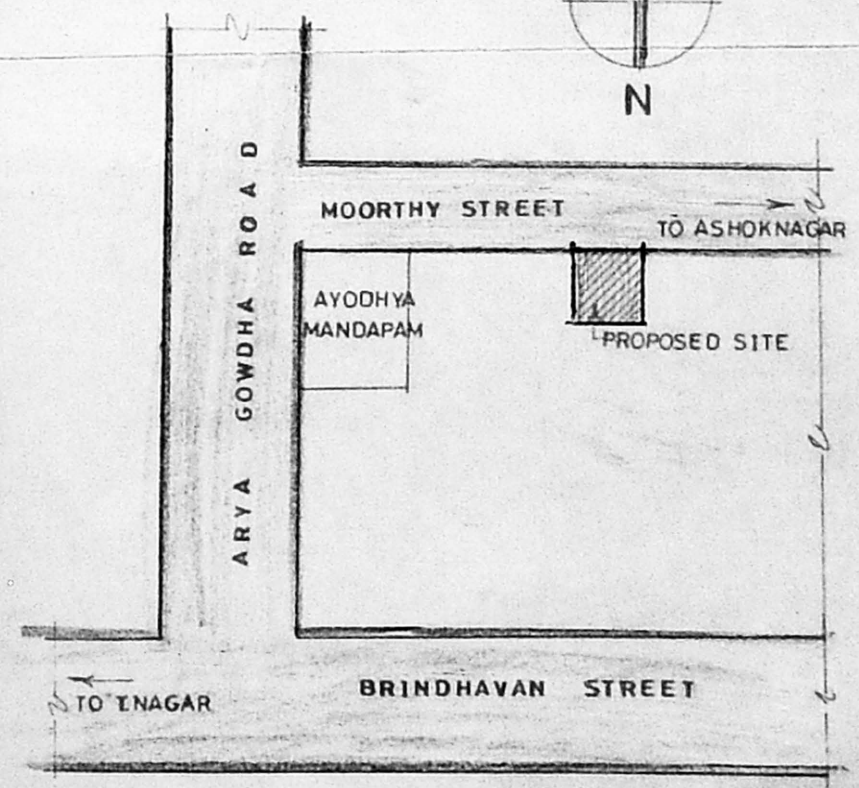 N
MOORTHY STREET
TO ASHOKNAGAR
ARYA GOWDHA ROAD
AYODHYA
MANDAPAM
PROPOSED SITE
BRINDHAVAN STREET
TO T.NAGAR